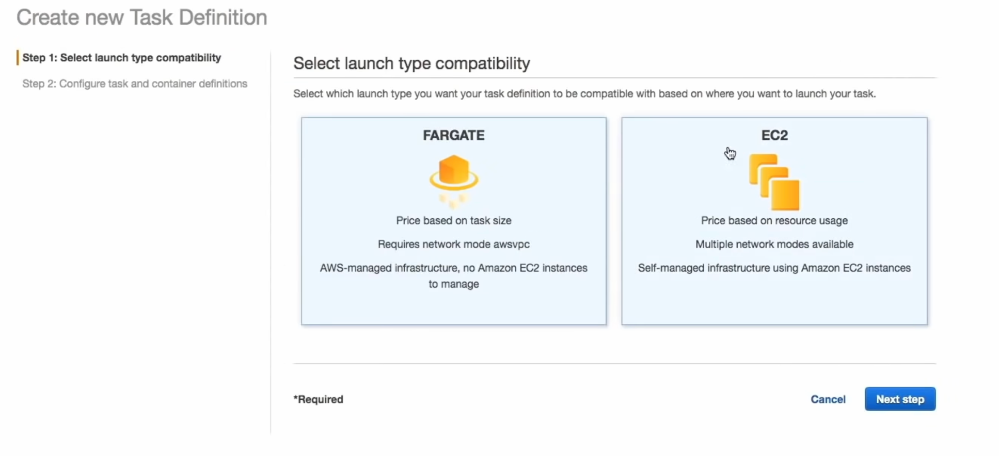 Create new Task Definition
Step 1: Select launch type compatibility
Step 2: Configure task and container definitions
Select launch type compatibility
Select which launch type you want your task definition to be compatible with based on where you want to launch your task.
FARGATE
Price based on task size
Requires network mode awsvpc
AWS-managed infrastructure, no Amazon EC2 instances
to manage
EC2
Price based on resource usage
Multiple network modes available
Self-managed infrastructure using Amazon EC2 instances
*Required
Cancel
Next step